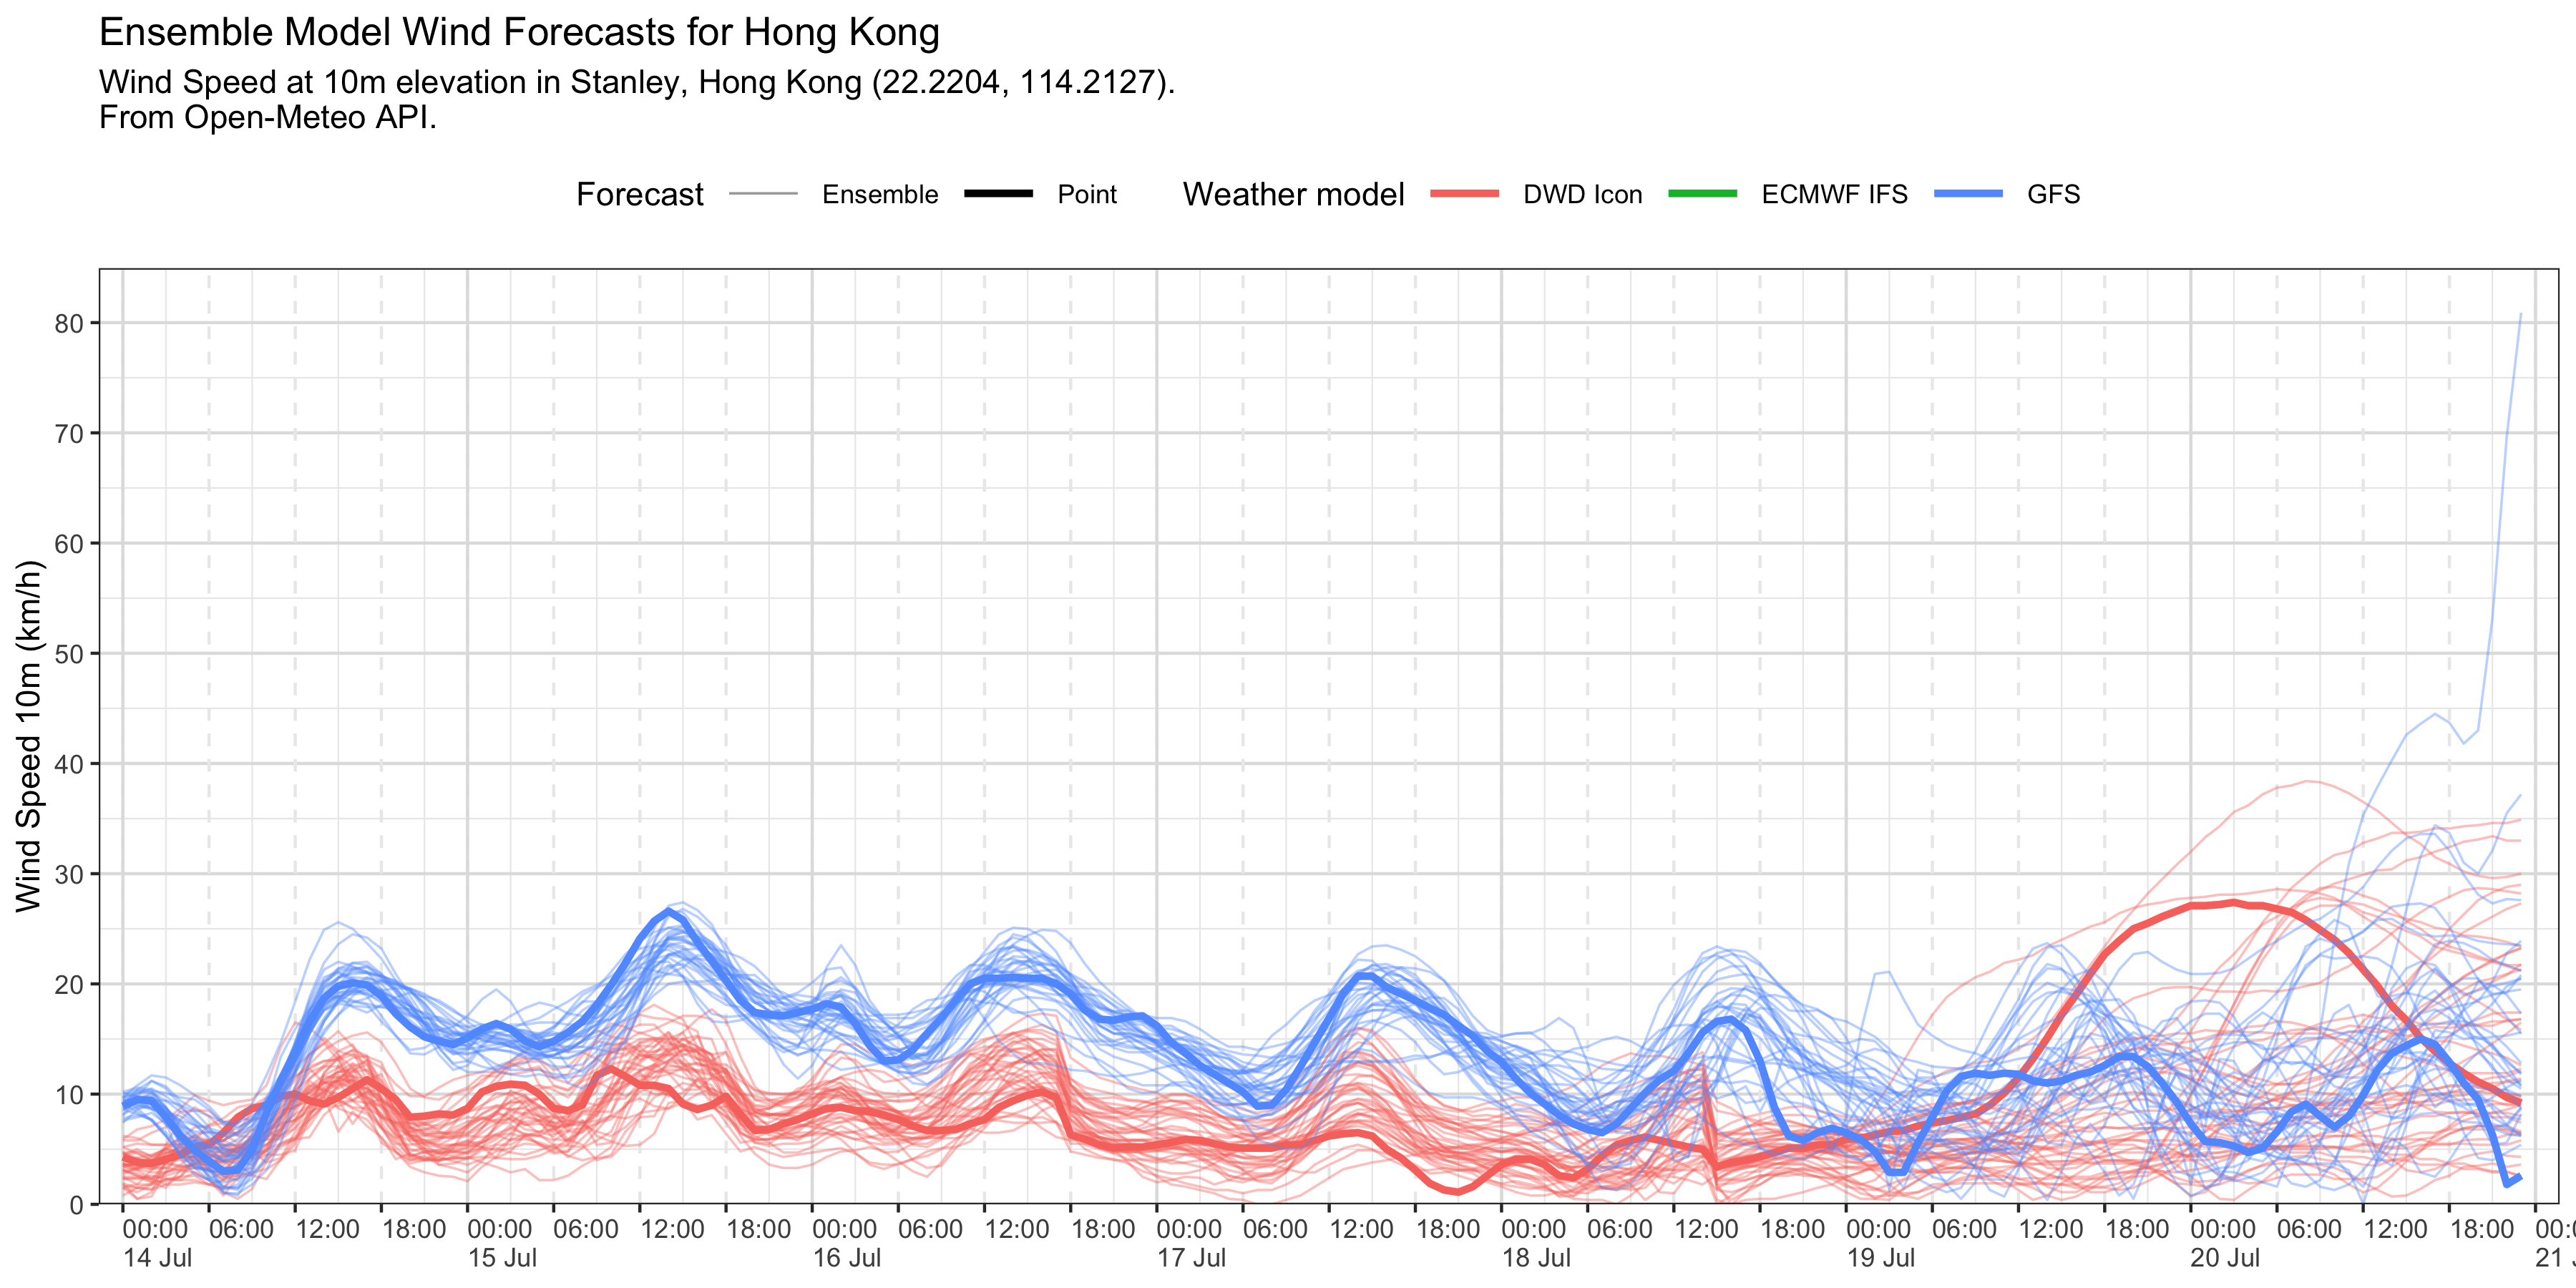 Ensemble Model Wind Forecasts for Hong Kong
Wind Speed at 10m elevation in Stanley, Hong Kong (22.2204, 114.2127).
From Open-Meteo API.
Forecast Ensemble Point Weather model DWD Icon ECMWF IFS GFS
Wind Speed 10m (km/h)
80
70
60
50
40
30
20
10
0
00:00 06:00 12:00 18:00 00:00 06:00 12:00 18:00 00:00 06:00 12:00 18:00 00:00 06:00 12:00 18:00 00:00 06:00 12:00 18:00 00:00 06:00 12:00 18:00 00:00 06:00 12:00 18:00
14 Jul 15 Jul 16 Jul 17 Jul 18 Jul 19 Jul 20 Jul 21